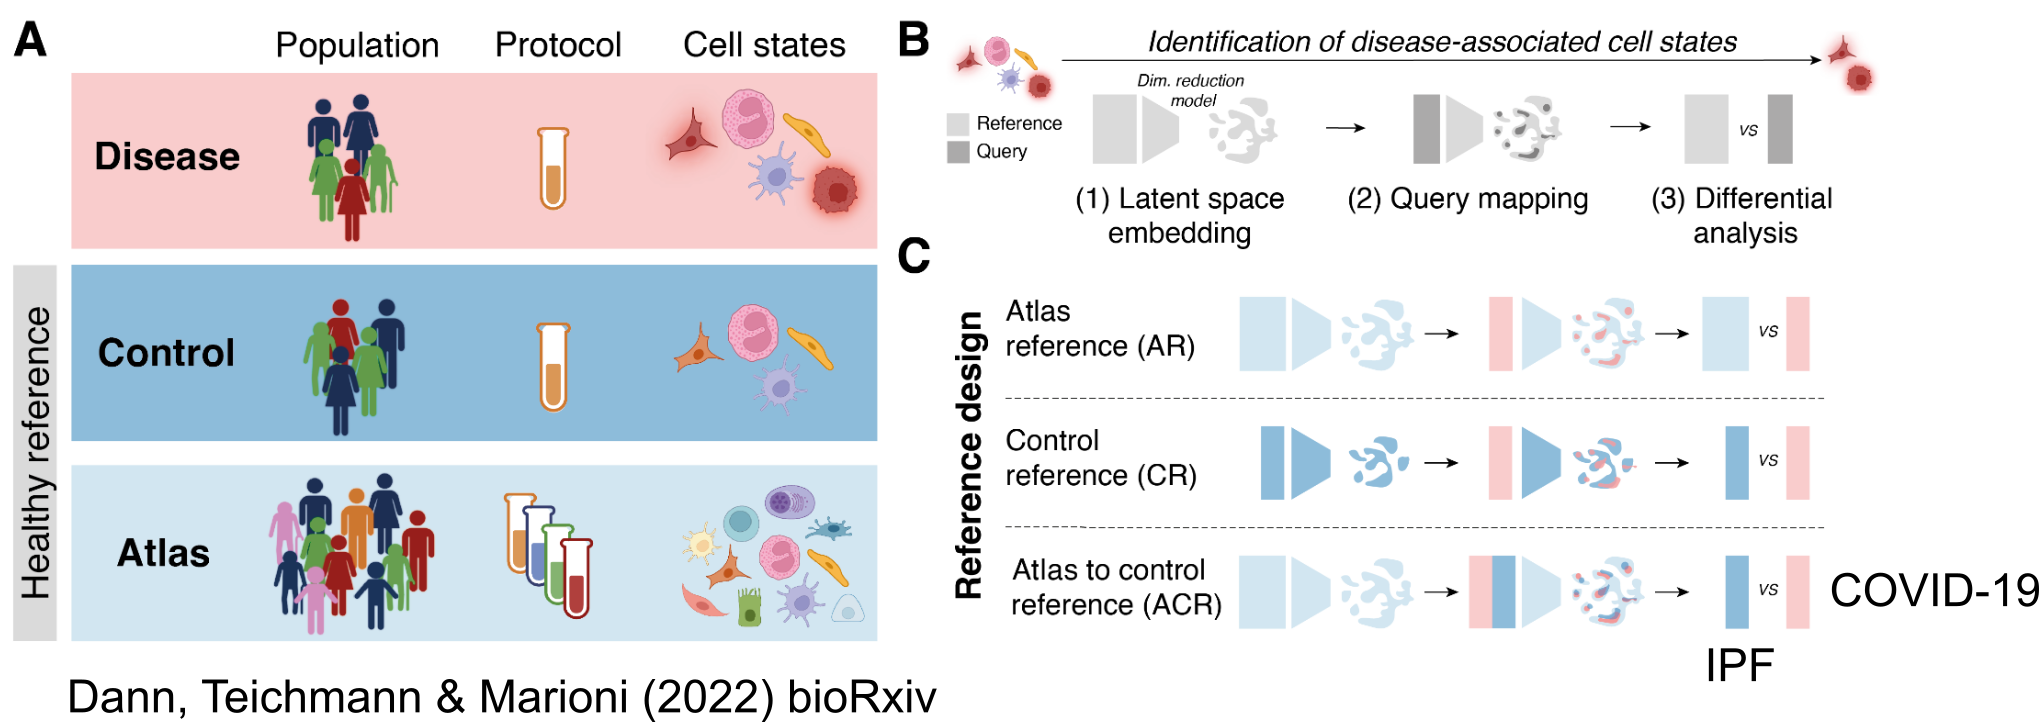 A
Population
Protocol
Cell states
Disease
Healthy reference
Control
Atlas
Dann, Teichmann & Marioni (2022) bioRxiv
B
Identification of disease-associated cell states
Dim. reduction
model
Reference
Query
vs
(1) Latent space
embedding
(2) Query mapping
(3) Differential
analysis
C
Reference design
Atlas
reference (AR)
vs
Control
reference (CR)
vs
Atlas to control
reference (ACR)
vs
COVID-19
IPF